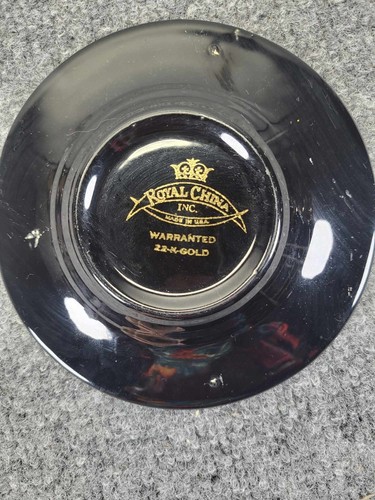 ROYAL CHINA
INC.
MADE IN U.S.A.
WARRANTED
22-K-GOLD